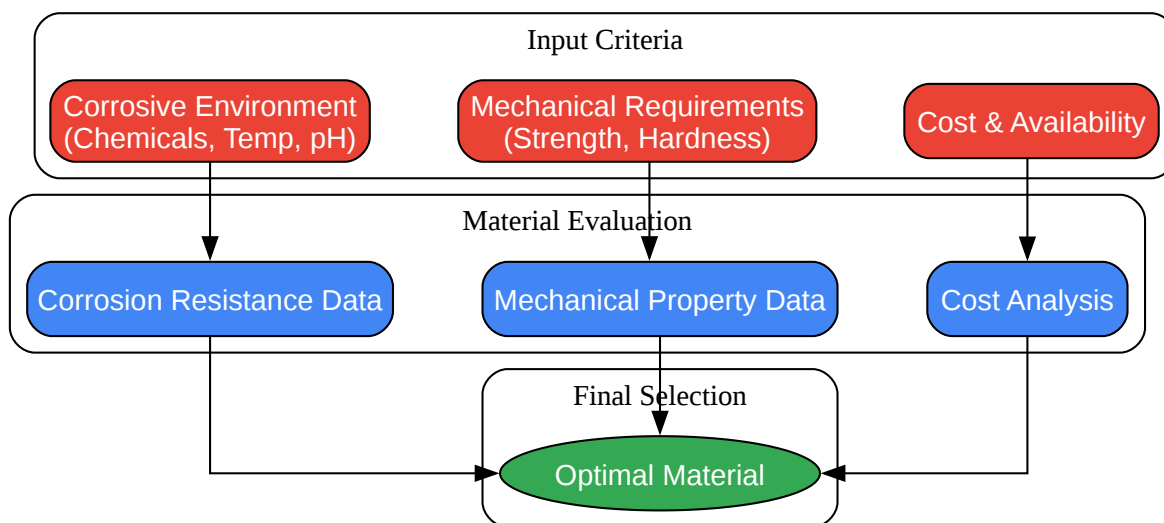 Input Criteria
Corrosive Environment
(Chemicals, Temp, pH)
Mechanical Requirements
(Strength, Hardness)
Cost & Availability
Material Evaluation
Corrosion Resistance Data
Mechanical Property Data
Cost Analysis
Final Selection
Optimal Material